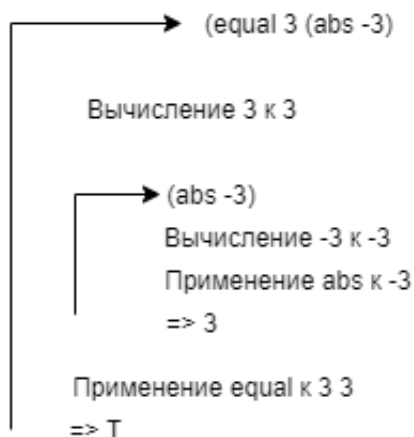 (equal 3 (abs -3)
Вычисление 3 к 3
(abs -3)
Вычисление -3 к -3
Применение abs к -3
=> 3
Применение equal к 3 3
=> T